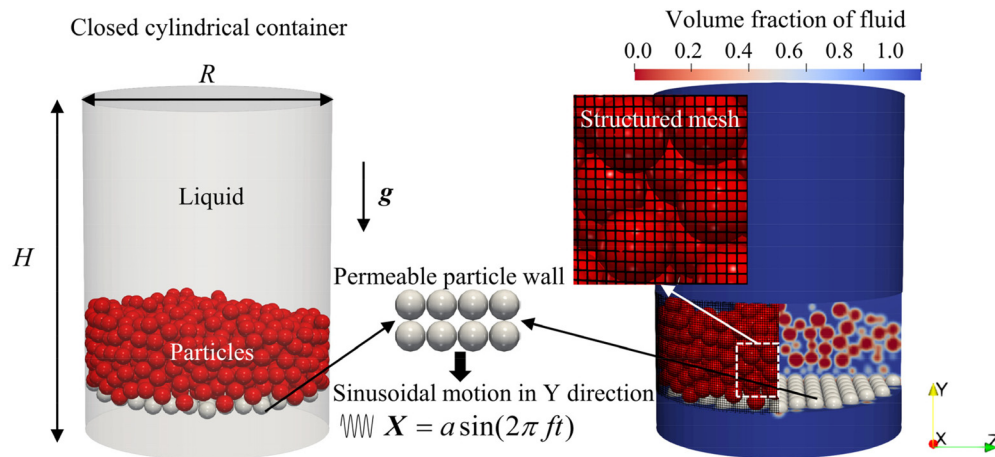 Closed cylindrical container
R
H
Liquid
g
Particles
Permeable particle wall
Sinusoidal motion in Y direction
X = a sin(2π ft)
Volume fraction of fluid
0.0 0.2 0.4 0.6 0.8 1.0
Structured mesh
Y
X
Z